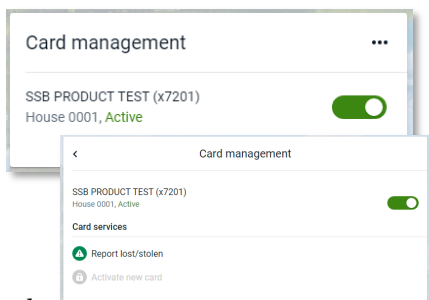 Card management
SSB PRODUCT TEST (x7201)
House 0001, Active
Card management
SSB PRODUCT TEST (x7201)
House 0001, Active
Card services
Report lost/stolen
Activate new card